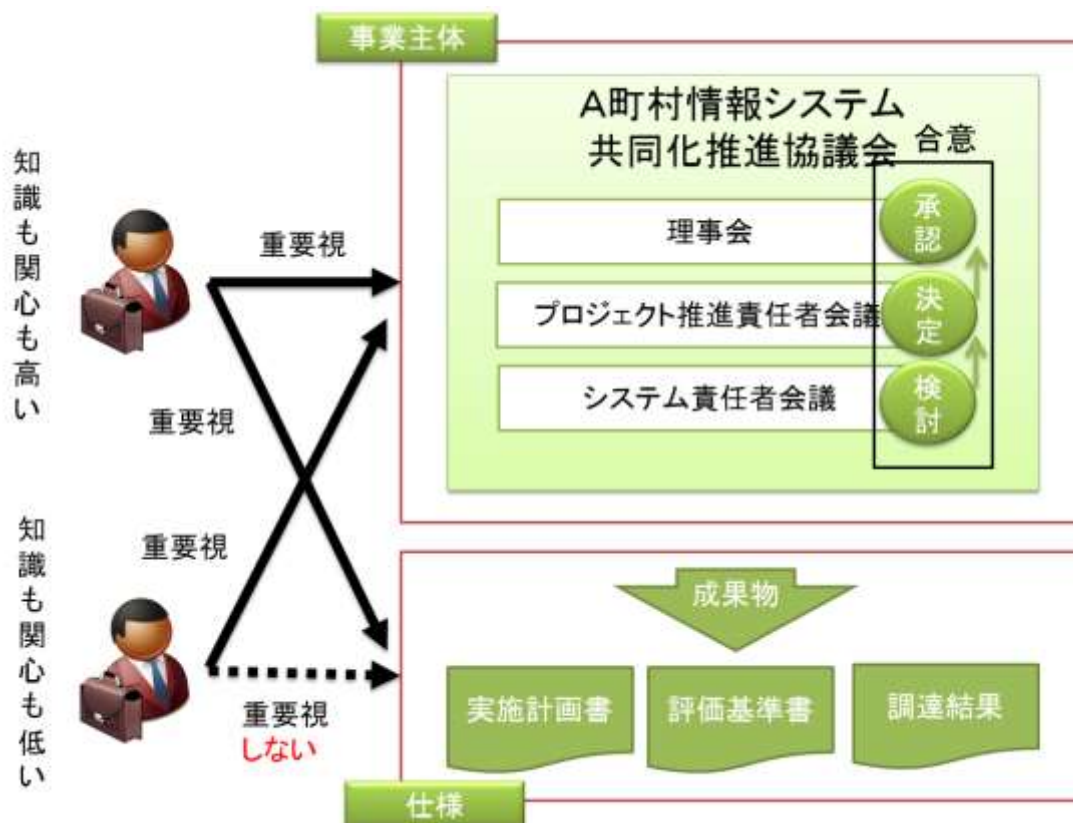 事業主体
A町村情報システム
共同化推進協議会
合意
理事会
承認
プロジェクト推進責任者会議
決定
システム責任者会議
検討
知識も関心も高い
重要視
重要視
知識も関心も低い
重要視
重要視
しない
成果物
実施計画書
評価基準書
調達結果
仕様